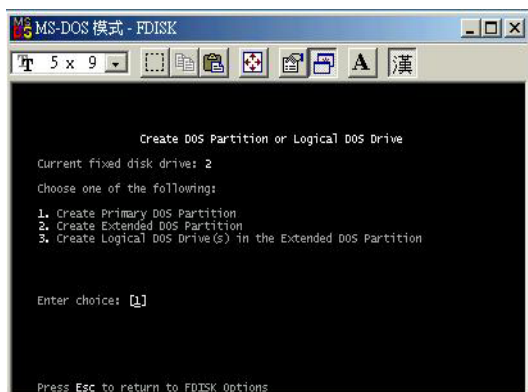 MS-DOS 模式 - FDISK
5 x 9
A
漢
Create DOS Partition or Logical DOS Drive
Current fixed disk drive: 2
Choose one of the following:
1. Create Primary DOS Partition
2. Create Extended DOS Partition
3. Create Logical DOS Drive(s) in the Extended DOS Partition
Enter choice: [1]
Press Esc to return to FDISK Options